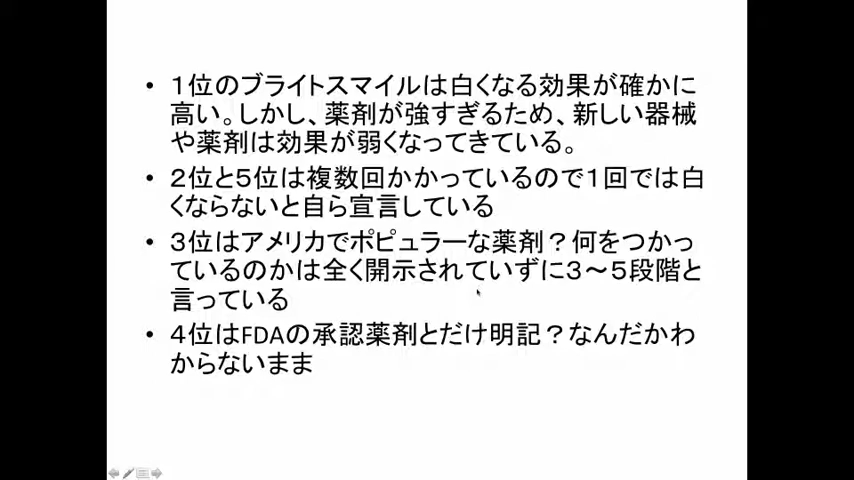 • １位のブライトスマイルは白くなる効果が確かに
高い。しかし、薬剤が強すぎるため、新しい器械
や薬剤は効果が弱くなってきている。
• ２位と５位は複数回かかっているので１回では白
くならないと自ら宣言している
• ３位はアメリカでポピュラーな薬剤？何をつかっ
ているのかは全く開示されていずに３〜５段階と
言っている
• ４位はFDAの承認薬剤とだけ明記？なんだかわ
からないまま